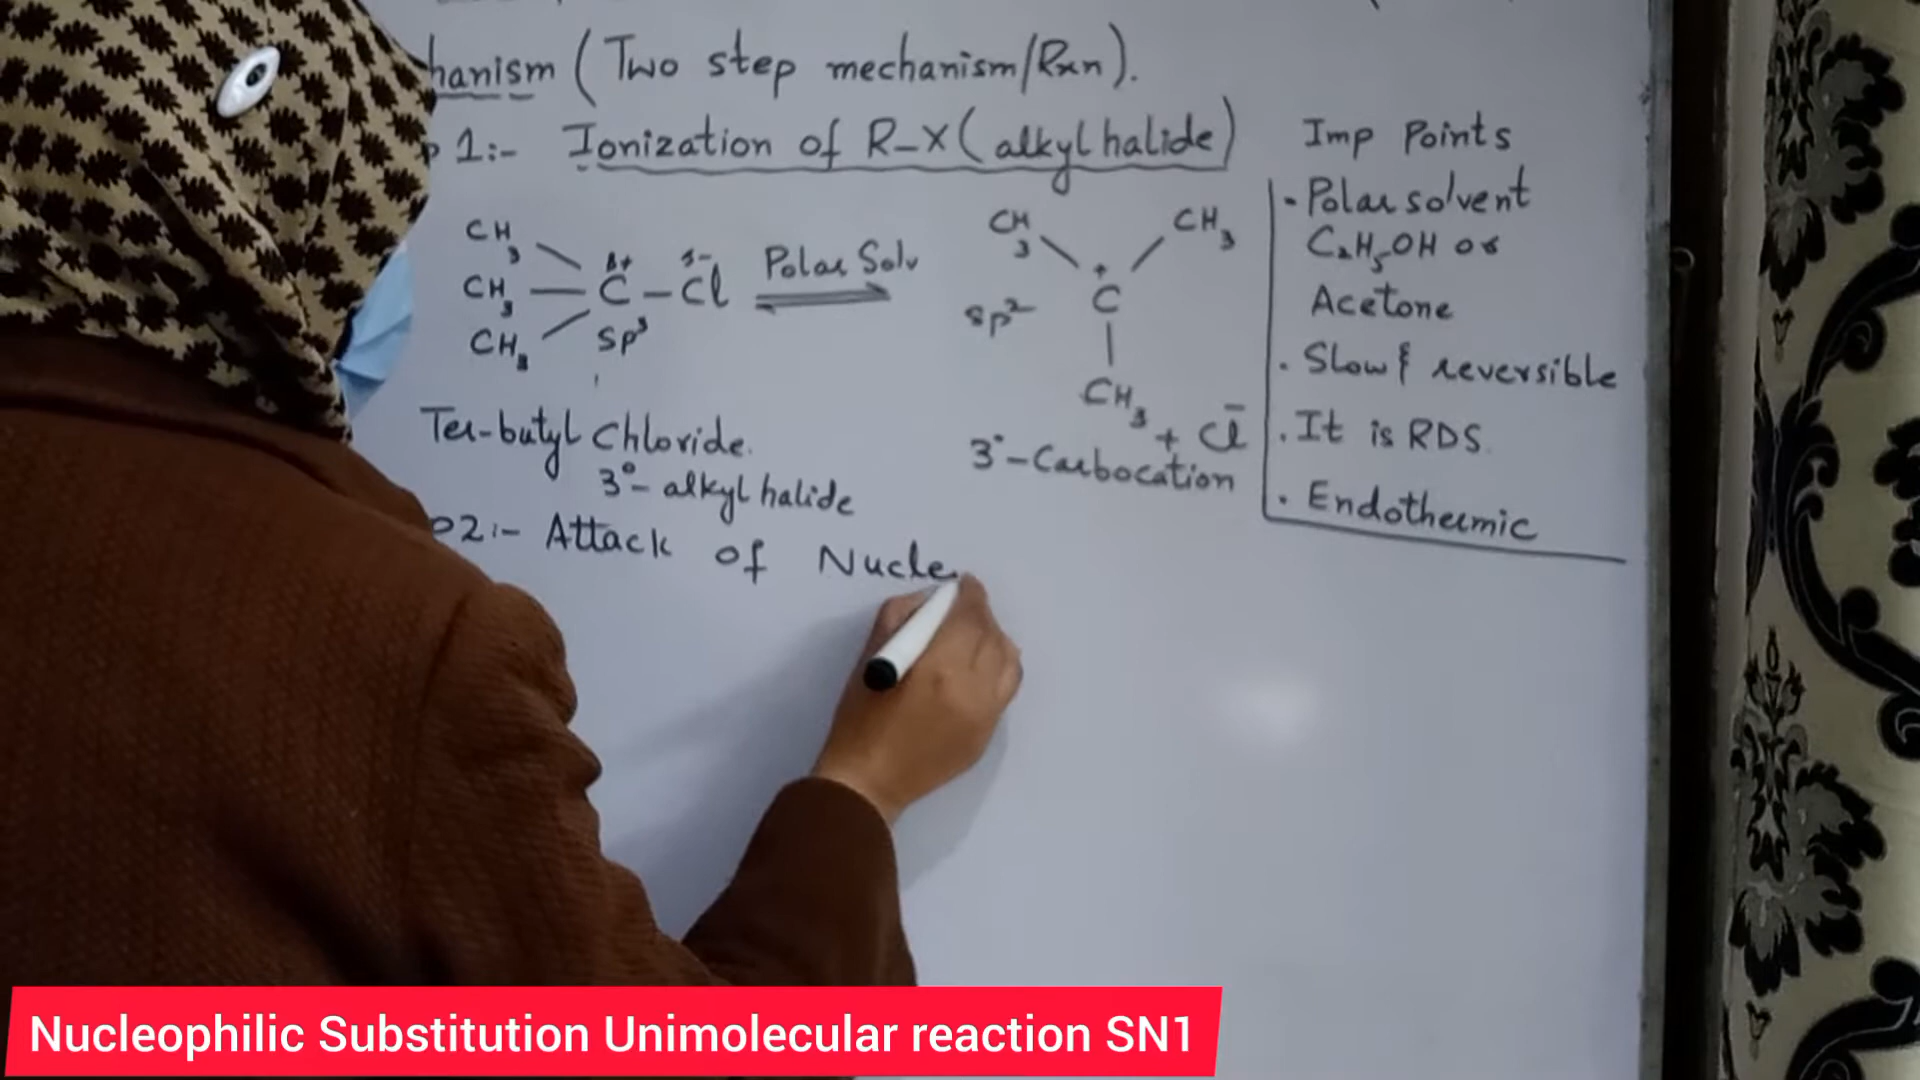 hanism (Two step mechanism/Rxn).
p 1:- Ionization of R-X (alkyl halide)
CH3
CH3
CH3
δ+ δ-
C - Cl
sp³
Polar Solv
CH3 CH3
+
C
sp²
CH3
+ Cl⁻
Ter-butyl Chloride.
3°- alkyl halide
3°-Carbocation
Imp Points
- Polar solvent
C2H5OH or
Acetone
. Slow & reversible
. It is RDS.
. Endothermic
p2:- Attack of Nucle
Nucleophilic Substitution Unimolecular reaction SN1